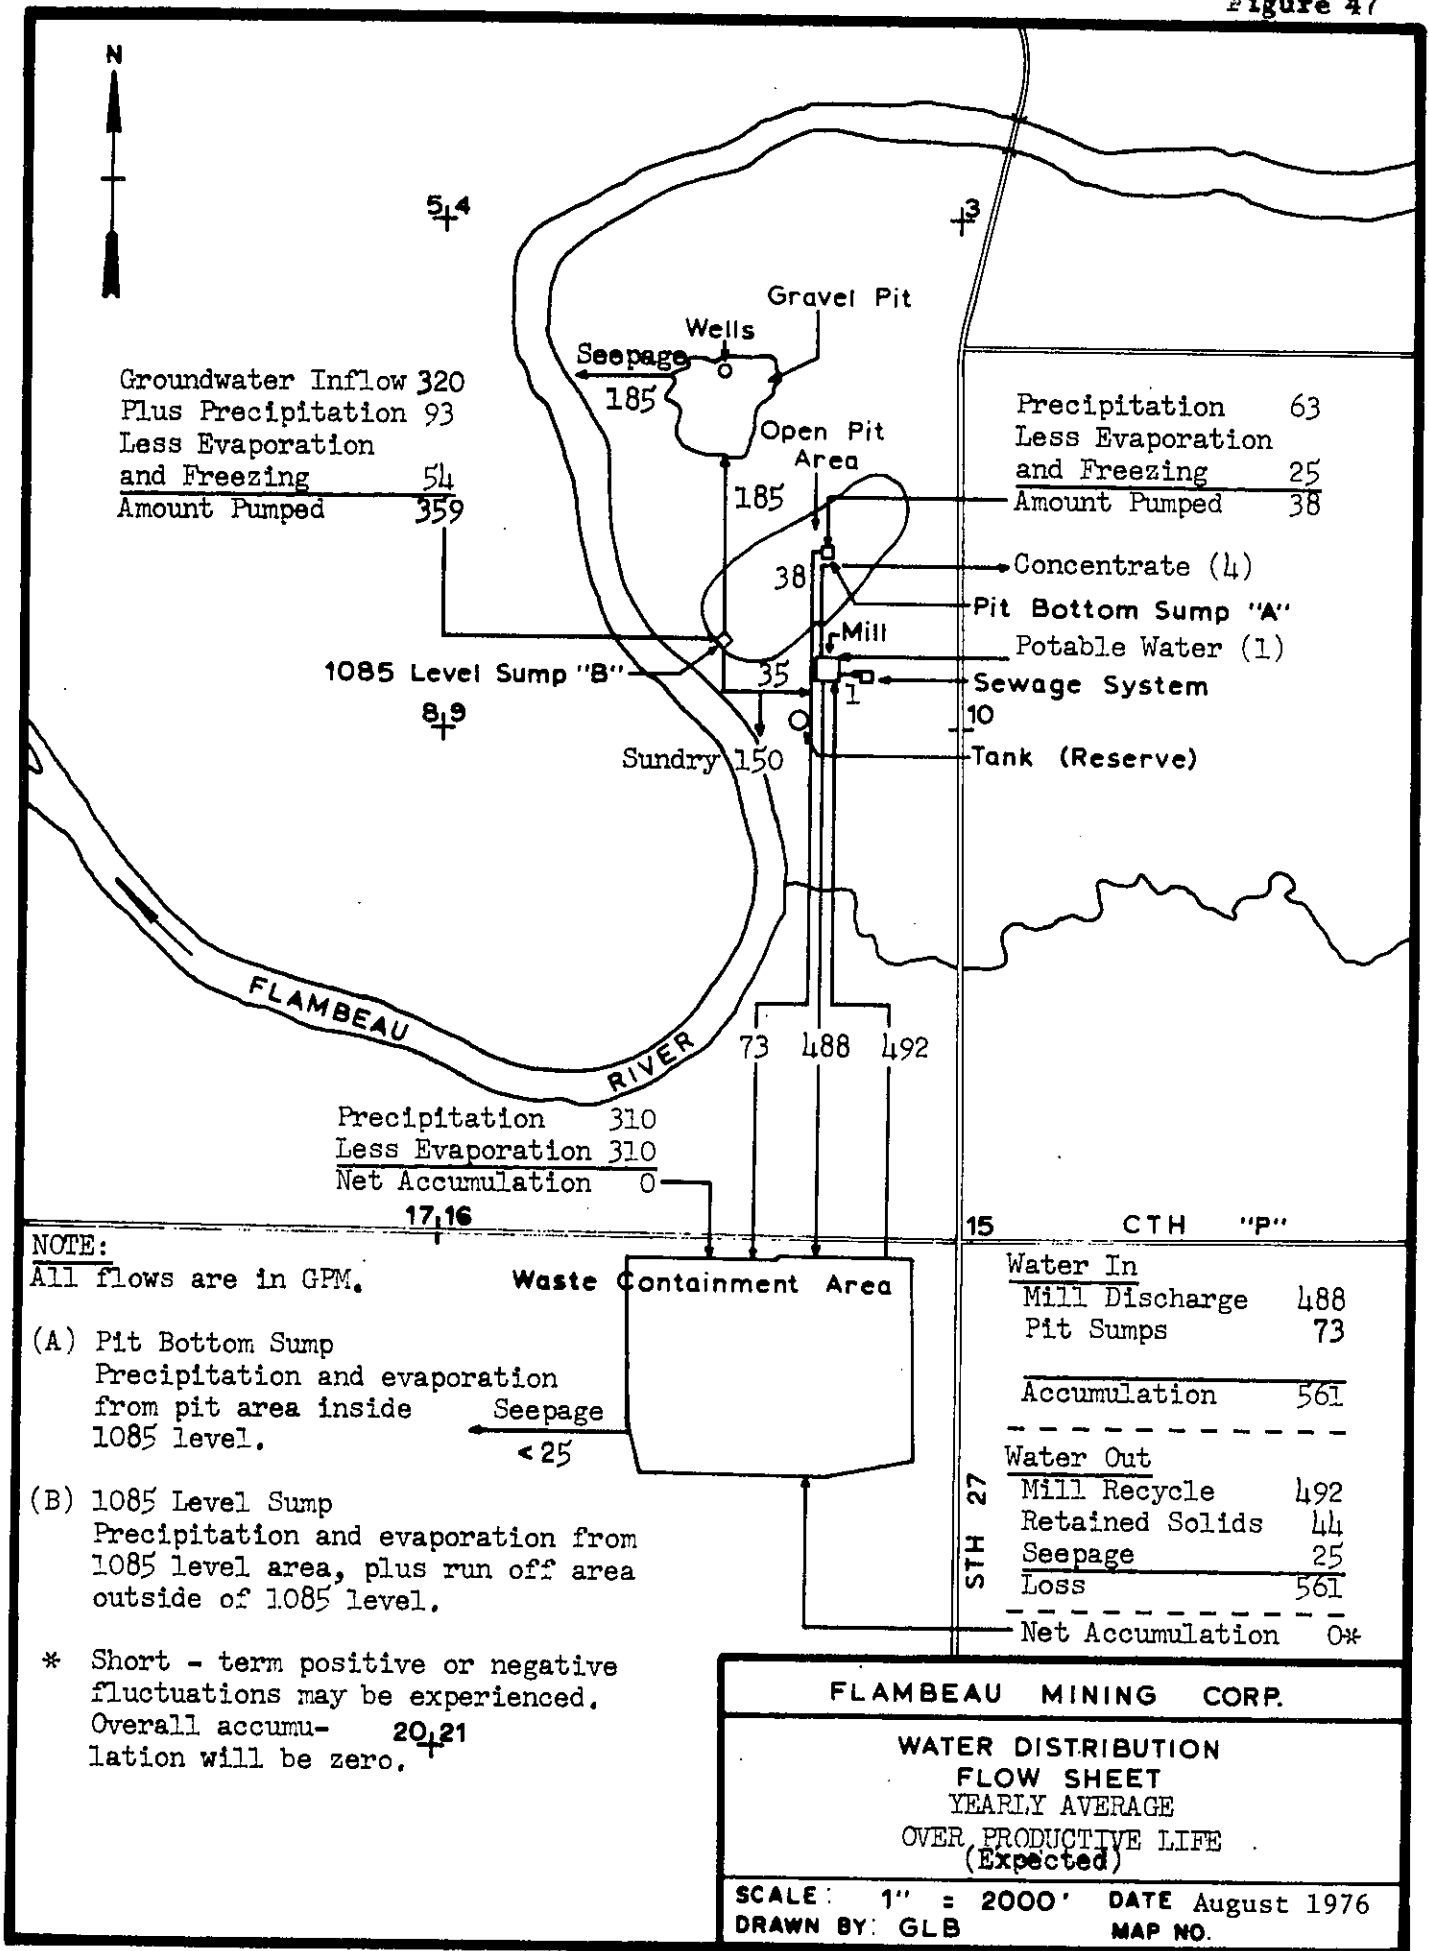 Figure 47
N
5 4
3
Gravel Pit
Wells
Seepage
185
Groundwater Inflow 320
Plus Precipitation 93
Less Evaporation
and Freezing 54
Amount Pumped 359
Open Pit
Area
185
Precipitation 63
Less Evaporation
and Freezing 25
Amount Pumped 38
38
Concentrate (4)
Pit Bottom Sump "A"
Mill
Potable Water (1)
1085 Level Sump "B"
35
1
Sewage System
8 9
10
Sundry 150
Tank (Reserve)
FLAMBEAU
RIVER
73 488 492
Precipitation 310
Less Evaporation 310
Net Accumulation 0
17 16
15
CTH "P"
NOTE:
All flows are in GPM.
Waste Containment Area
(A) Pit Bottom Sump
Precipitation and evaporation
from pit area inside
1085 level.
Seepage
< 25
(B) 1085 Level Sump
Precipitation and evaporation from
1085 level area, plus run off area
outside of 1085 level.
* Short - term positive or negative
fluctuations may be experienced.
Overall accumu-
lation will be zero.
20 21
STH 27
Water In
Mill Discharge 488
Pit Sumps 73
Accumulation 561
Water Out
Mill Recycle 492
Retained Solids 44
Seepage 25
Loss 561
Net Accumulation 0*
FLAMBEAU MINING CORP.
WATER DISTRIBUTION
FLOW SHEET
YEARLY AVERAGE
OVER PRODUCTIVE LIFE
(Expected)
SCALE: 1" = 2000' DATE August 1976
DRAWN BY: GLB MAP NO.